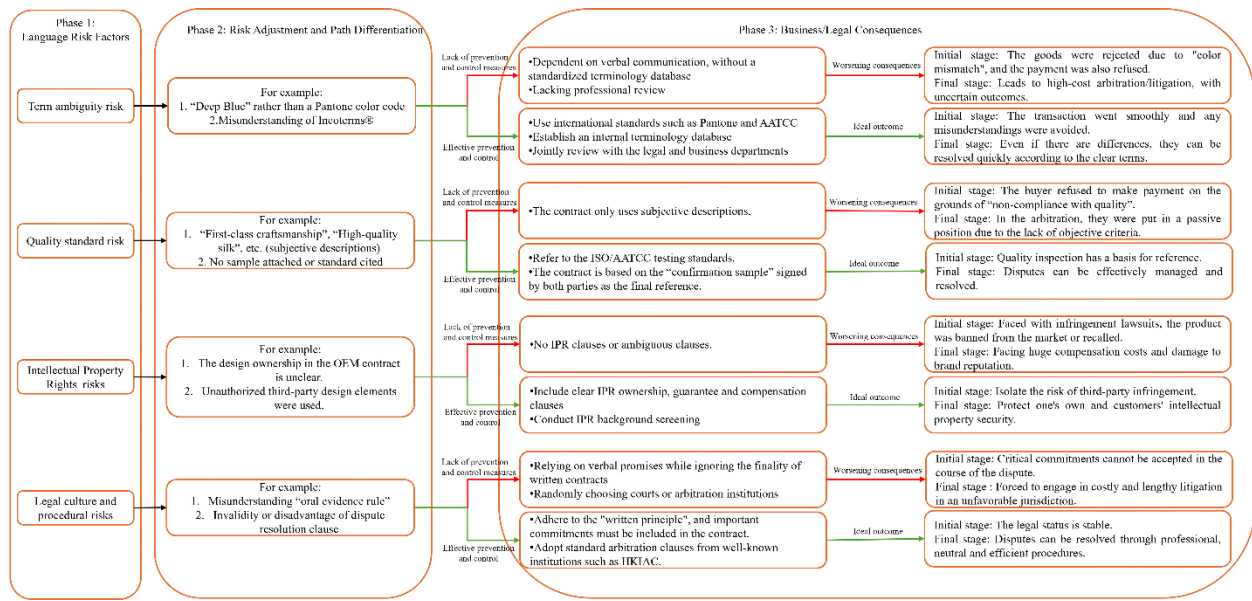 Phase 1:
Language Risk Factors
Phase 2: Risk Adjustment and Path Differentiation
Phase 3: Business/Legal Consequences
Term ambiguity risk
For example:
1. “Deep Blue” rather than a Pantone color code
2.Misunderstanding of Incoterms®
Lack of prevention
and control measures
•Dependent on verbal communication, without a
standardized terminology database
•Lacking professional review
Worsening consequences
Initial stage: The goods were rejected due to "color
mismatch", and the payment was also refused.
Final stage: Leads to high-cost arbitration/litigation, with
uncertain outcomes.
Effective prevention
and control
•Use international standards such as Pantone and AATCC
•Establish an internal terminology database
•Jointly review with the legal and business departments
Ideal outcome
Initial stage: The transaction went smoothly and any
misunderstandings were avoided.
Final stage: Even if there are differences, they can be
resolved quickly according to the clear terms.
Quality standard risk
For example:
1. “First-class craftsmanship”, “High-quality
silk”, etc. (subjective descriptions)
2. No sample attached or standard cited
Lack of prevention
and control measures
•The contract only uses subjective descriptions.
Worsening consequences
Initial stage: The buyer refused to make payment on the
grounds of “non-compliance with quality”.
Final stage: In the arbitration, they were put in a passive
position due to the lack of objective criteria.
Effective prevention
and control
•Refer to the ISO/AATCC testing standards.
•The contract is based on the “confirmation sample” signed
by both parties as the final reference.
Ideal outcome
Initial stage: Quality inspection has a basis for reference.
Final stage: Disputes can be effectively managed and
resolved.
Intellectual Property
Rights risks
For example:
1. The design ownership in the OEM contract is
unclear.
2. Unauthorized third-party design elements
were used.
Lack of prevention
and control measures
•No IPR clauses or ambiguous clauses.
Worsening consequences
Initial stage: Faced with infringement lawsuits, the product
was banned from the market or recalled.
Final stage: Facing huge compensation costs and damage to
brand reputation.
Effective prevention
and control
•Include clear IPR ownership, guarantee and compensation
clauses
•Conduct IPR background screening
Ideal outcome
Initial stage: Isolate the risk of third-party infringement.
Final stage: Protect one's own and customers' intellectual
property security.
Legal culture and
procedural risks
For example:
1. Misunderstanding “oral evidence rule”
2. Invalidity or disadvantage of dispute
resolution clause
Lack of prevention
and control measures
•Relying on verbal promises while ignoring the finality of
written contracts
•Randomly choosing courts or arbitration institutions
Worsening consequences
Initial stage: Critical commitments cannot be accepted in the
course of the dispute.
Final stage : Forced to engage in costly and lengthy litigation
in an unfavorable jurisdiction.
Effective prevention
and control
•Adhere to the "written principle", and important
commitments must be included in the contract.
•Adopt standard arbitration clauses from well-known
institutions such as HKIAC.
Ideal outcome
Initial stage: The legal status is stable.
Final stage: Disputes can be resolved through professional,
neutral and efficient procedures.